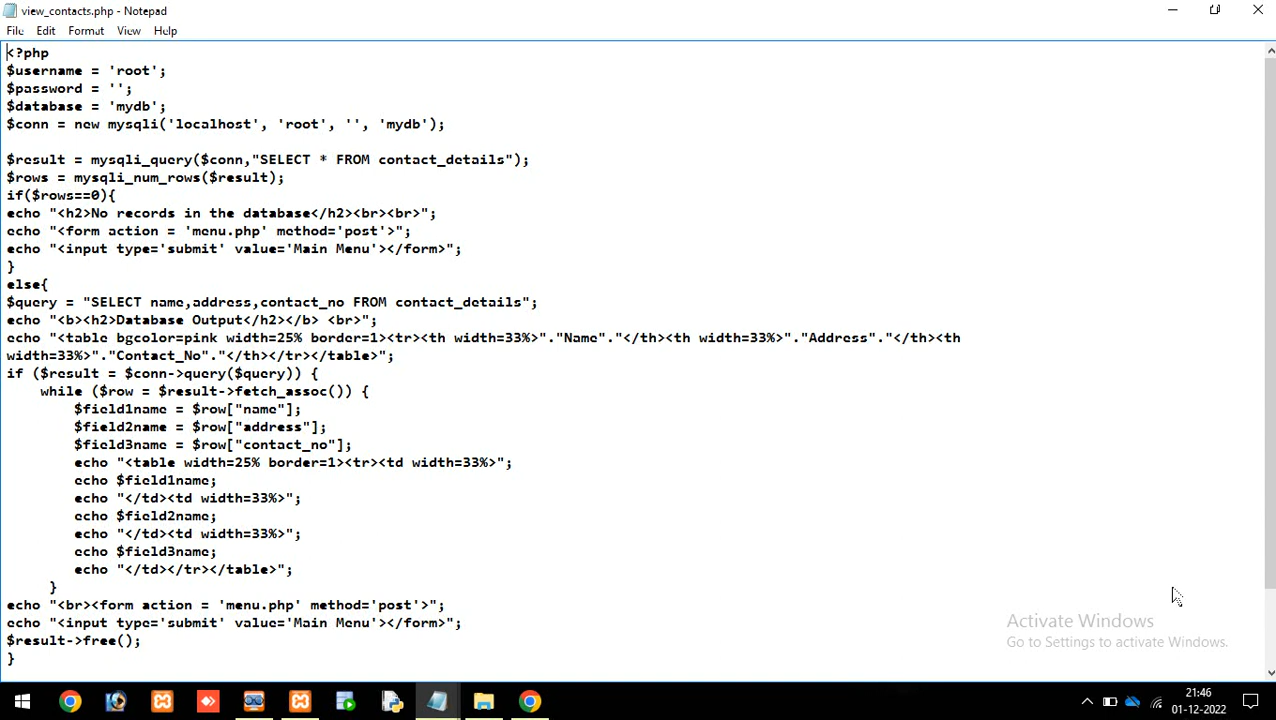 view_contacts.php - Notepad
File Edit Format View Help
<?php
$username = 'root';
$password = '';
$database = 'mydb';
$conn = new mysqli('localhost', 'root', '', 'mydb');
$result = mysqli_query($conn,"SELECT * FROM contact_details");
$rows = mysqli_num_rows($result);
if($rows==0){
echo "<h2>No records in the database</h2><br><br>";
echo "<form action = 'menu.php' method='post'>";
echo "<input type='submit' value='Main Menu'></form>";
}
else{
$query = "SELECT name,address,contact_no FROM contact_details";
echo "<b><h2>Database Output</h2></b> <br>";
echo "<table bgcolor=pink width=25% border=1><tr><th width=33%>"."Name"."</th><th width=33%>"."Address"."</th><th
width=33%>"."Contact_No"."</th></tr></table>";
if ($result = $conn->query($query)) {
    while ($row = $result->fetch_assoc()) {
        $field1name = $row["name"];
        $field2name = $row["address"];
        $field3name = $row["contact_no"];
        echo "<table width=25% border=1><tr><td width=33%>";
        echo $field1name;
        echo "</td><td width=33%>";
        echo $field2name;
        echo "</td><td width=33%>";
        echo $field3name;
        echo "</td></tr></table>";
     }
echo "<br><form action = 'menu.php' method='post'>";
echo "<input type='submit' value='Main Menu'></form>";
$result->free();
}
Activate Windows
Go to Settings to activate Windows.
21:46
01-12-2022